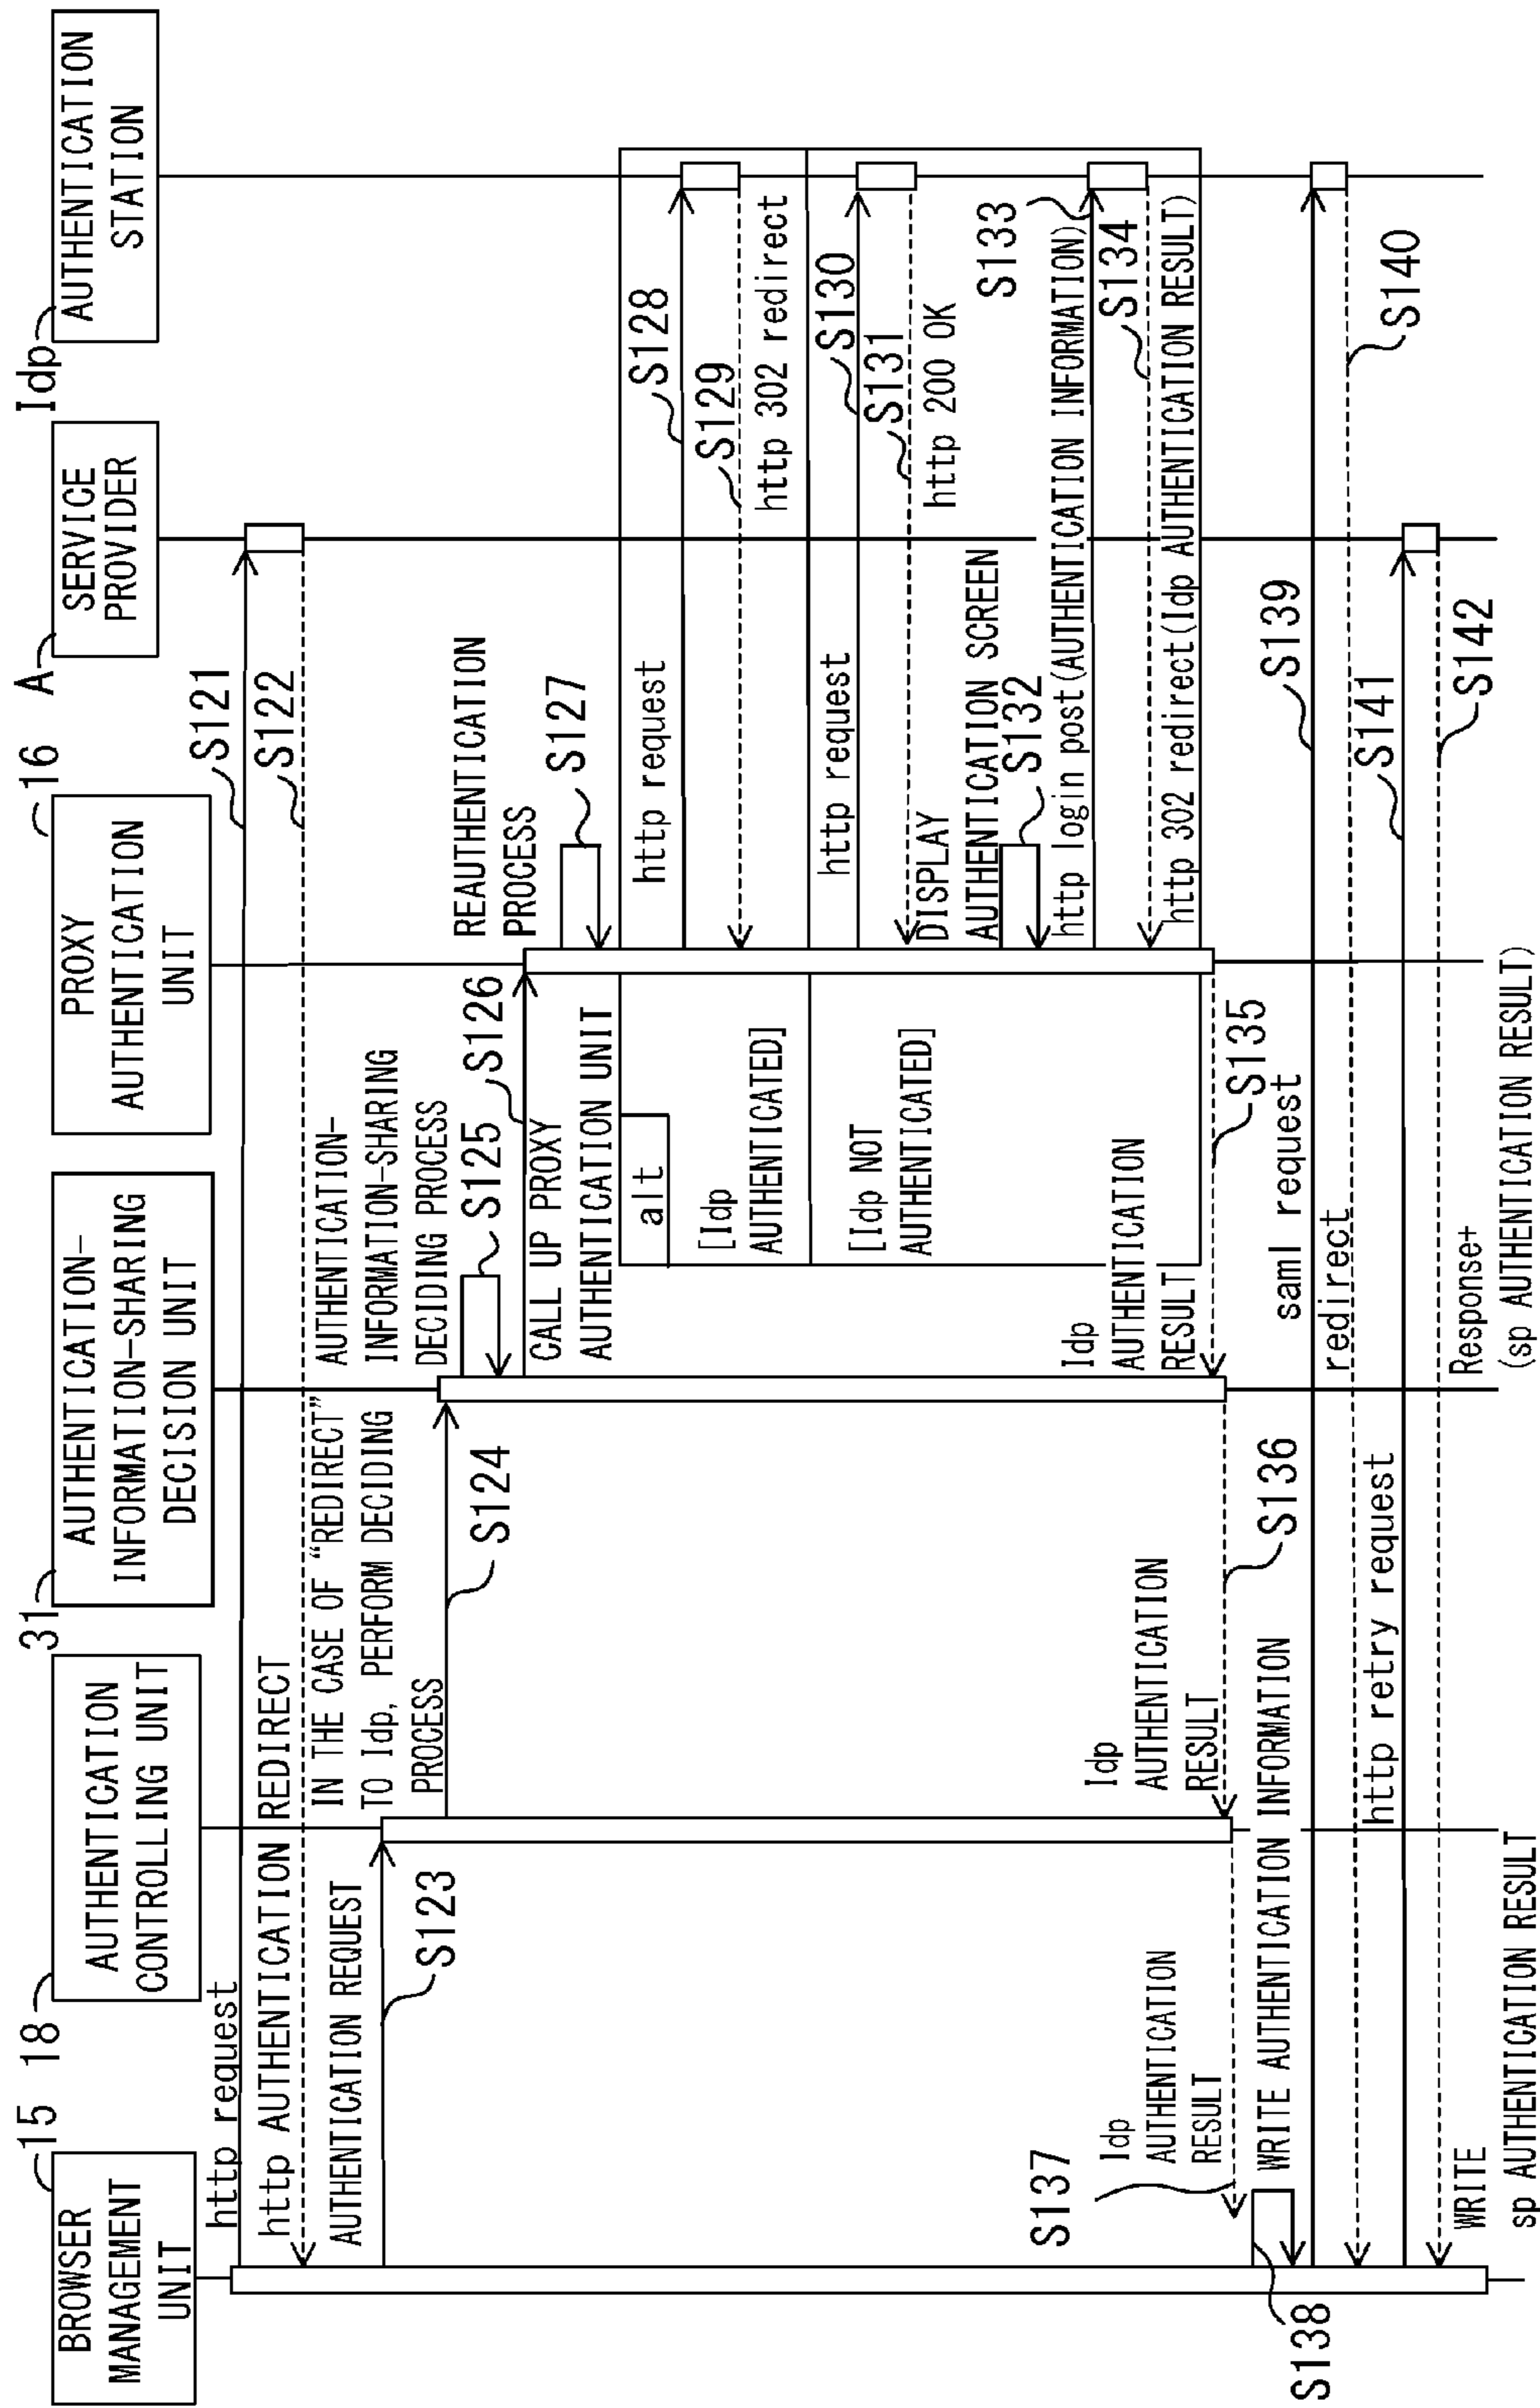 15
BROWSER
MANAGEMENT
UNIT
18
AUTHENTICATION
CONTROLLING UNIT
31
AUTHENTICATION-
INFORMATION-SHARING
DECISION UNIT
16
PROXY
AUTHENTICATION
UNIT
A
SERVICE
PROVIDER
Idp
AUTHENTICATION
STATION
http request
S121
http AUTHENTICATION REDIRECT
S122
AUTHENTICATION REQUEST
S123
IN THE CASE OF "REDIRECT"
TO Idp, PERFORM DECIDING
PROCESS
S124
AUTHENTICATION-
INFORMATION-SHARING
DECIDING PROCESS
S125
S126
CALL UP PROXY
AUTHENTICATION UNIT
REAUTHENTICATION
PROCESS
S127
alt
[Idp
AUTHENTICATED]
http request
S128
S129
http 302 redirect
[Idp NOT
AUTHENTICATED]
http request
S130
S131
http 200 OK
DISPLAY
AUTHENTICATION SCREEN
S132
http login post(AUTHENTICATION INFORMATION)
S133
S134
http 302 redirect(Idp AUTHENTICATION RESULT)
Idp
AUTHENTICATION
RESULT
S135
Idp
AUTHENTICATION
RESULT
S136
Idp
AUTHENTICATION
RESULT
S137
WRITE AUTHENTICATION INFORMATION
S138
saml request
S139
redirect
S140
http retry request
S141
Response+
(sp AUTHENTICATION RESULT)
S142
WRITE
sp AUTHENTICATION RESULT